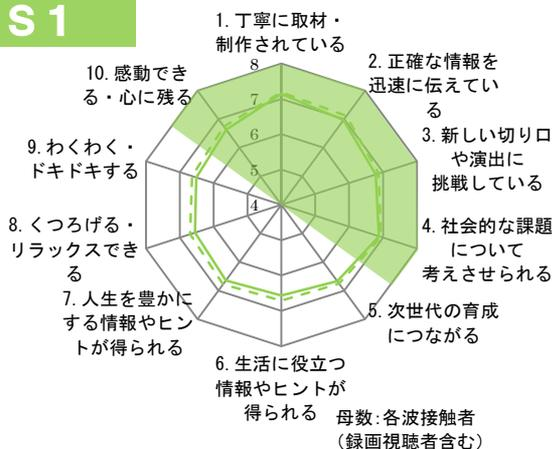 S 1
1. 丁寧に取材・
制作されている
2. 正確な情報を
迅速に伝えてい
る
3. 新しい切り口
や演出に
挑戦している
4. 社会的な課題
について
考えさせられる
5. 次世代の育成
につながる
6. 生活に役立つ
情報やヒントが
得られる
7. 人生を豊かに
する情報やヒン
トが得られる
8. くつろげる・
リラックスでき
る
9. わくわく・
ドキドキする
10. 感動でき
る・心に残る
8
7
6
5
4
母数:各波接触者
(録画視聴者含む)